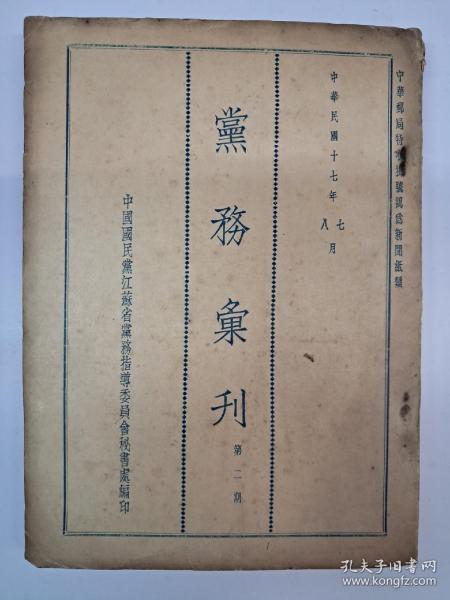 中華郵局特准掛號認爲新聞紙類
中華民國十七年七八月
黨務彙刊
第二期
中國國民黨江蘇省黨務指導委員會秘書處編印
孔夫子旧书网
www.kongfz.com